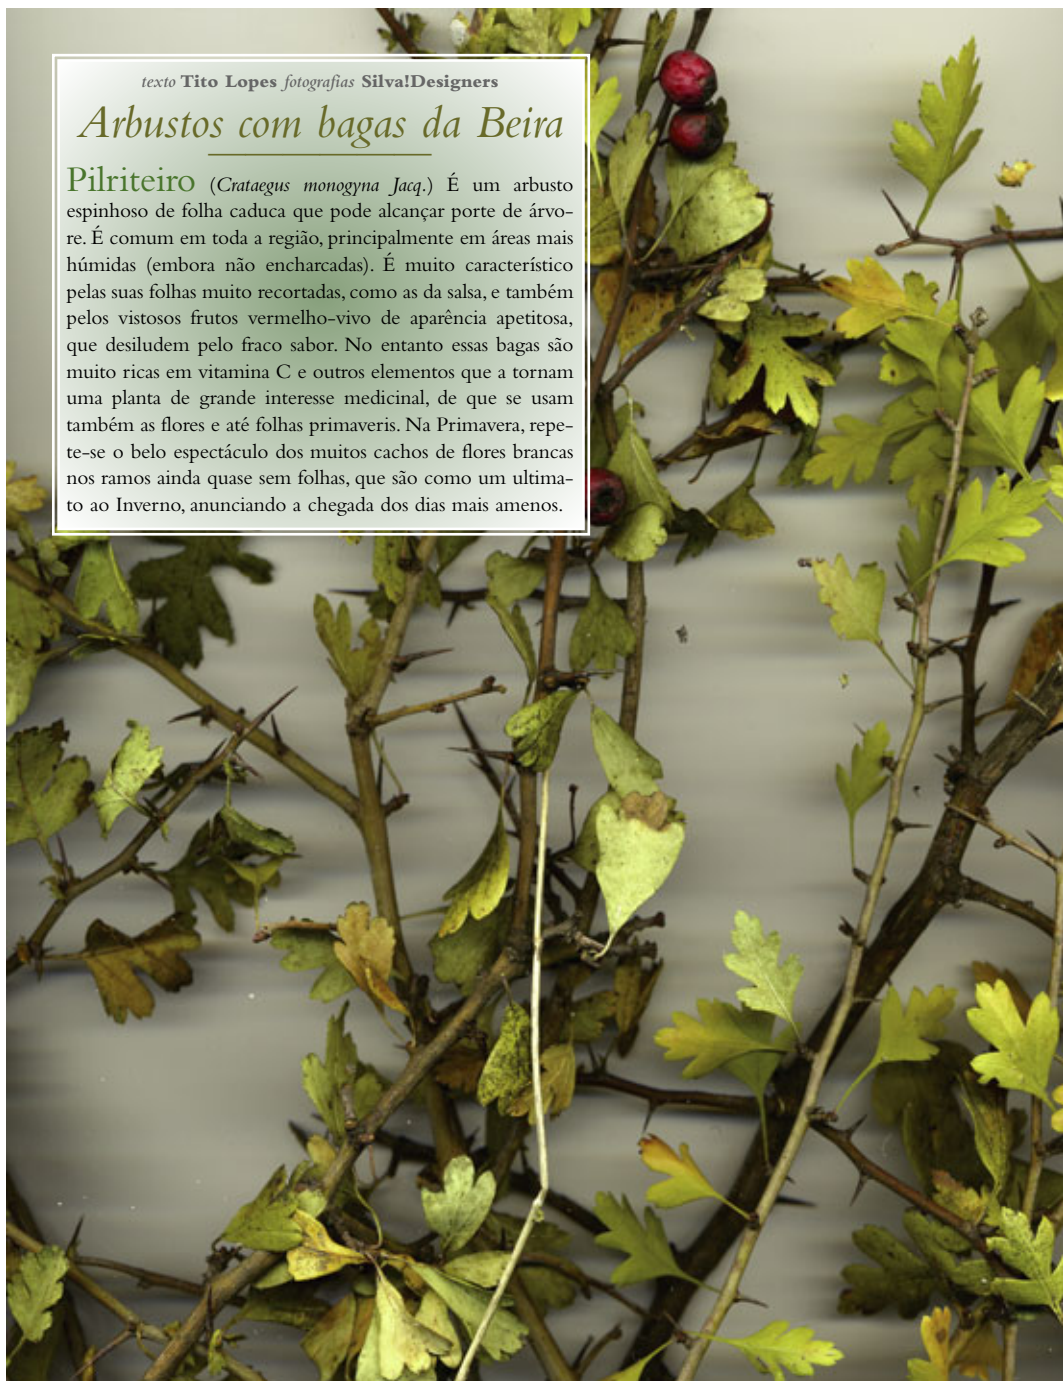 texto Tito Lopes fotografias Silva!Designers
Arbustos com bagas da Beira
Pilriteiro (Crataegus monogyna Jacq.) É um arbusto
espinhoso de folha caduca que pode alcançar porte de árvo-
re. É comum em toda a região, principalmente em áreas mais
húmidas (embora não encharcadas). É muito característico
pelas suas folhas muito recortadas, como as da salsa, e também
pelos vistosos frutos vermelho-vivo de aparência apetitosa,
que desiludem pelo fraco sabor. No entanto essas bagas são
muito ricas em vitamina C e outros elementos que a tornam
uma planta de grande interesse medicinal, de que se usam
também as flores e até folhas primaveris. Na Primavera, repe-
te-se o belo espectáculo dos muitos cachos de flores brancas
nos ramos ainda quase sem folhas, que são como um ultima-
to ao Inverno, anunciando a chegada dos dias mais amenos.